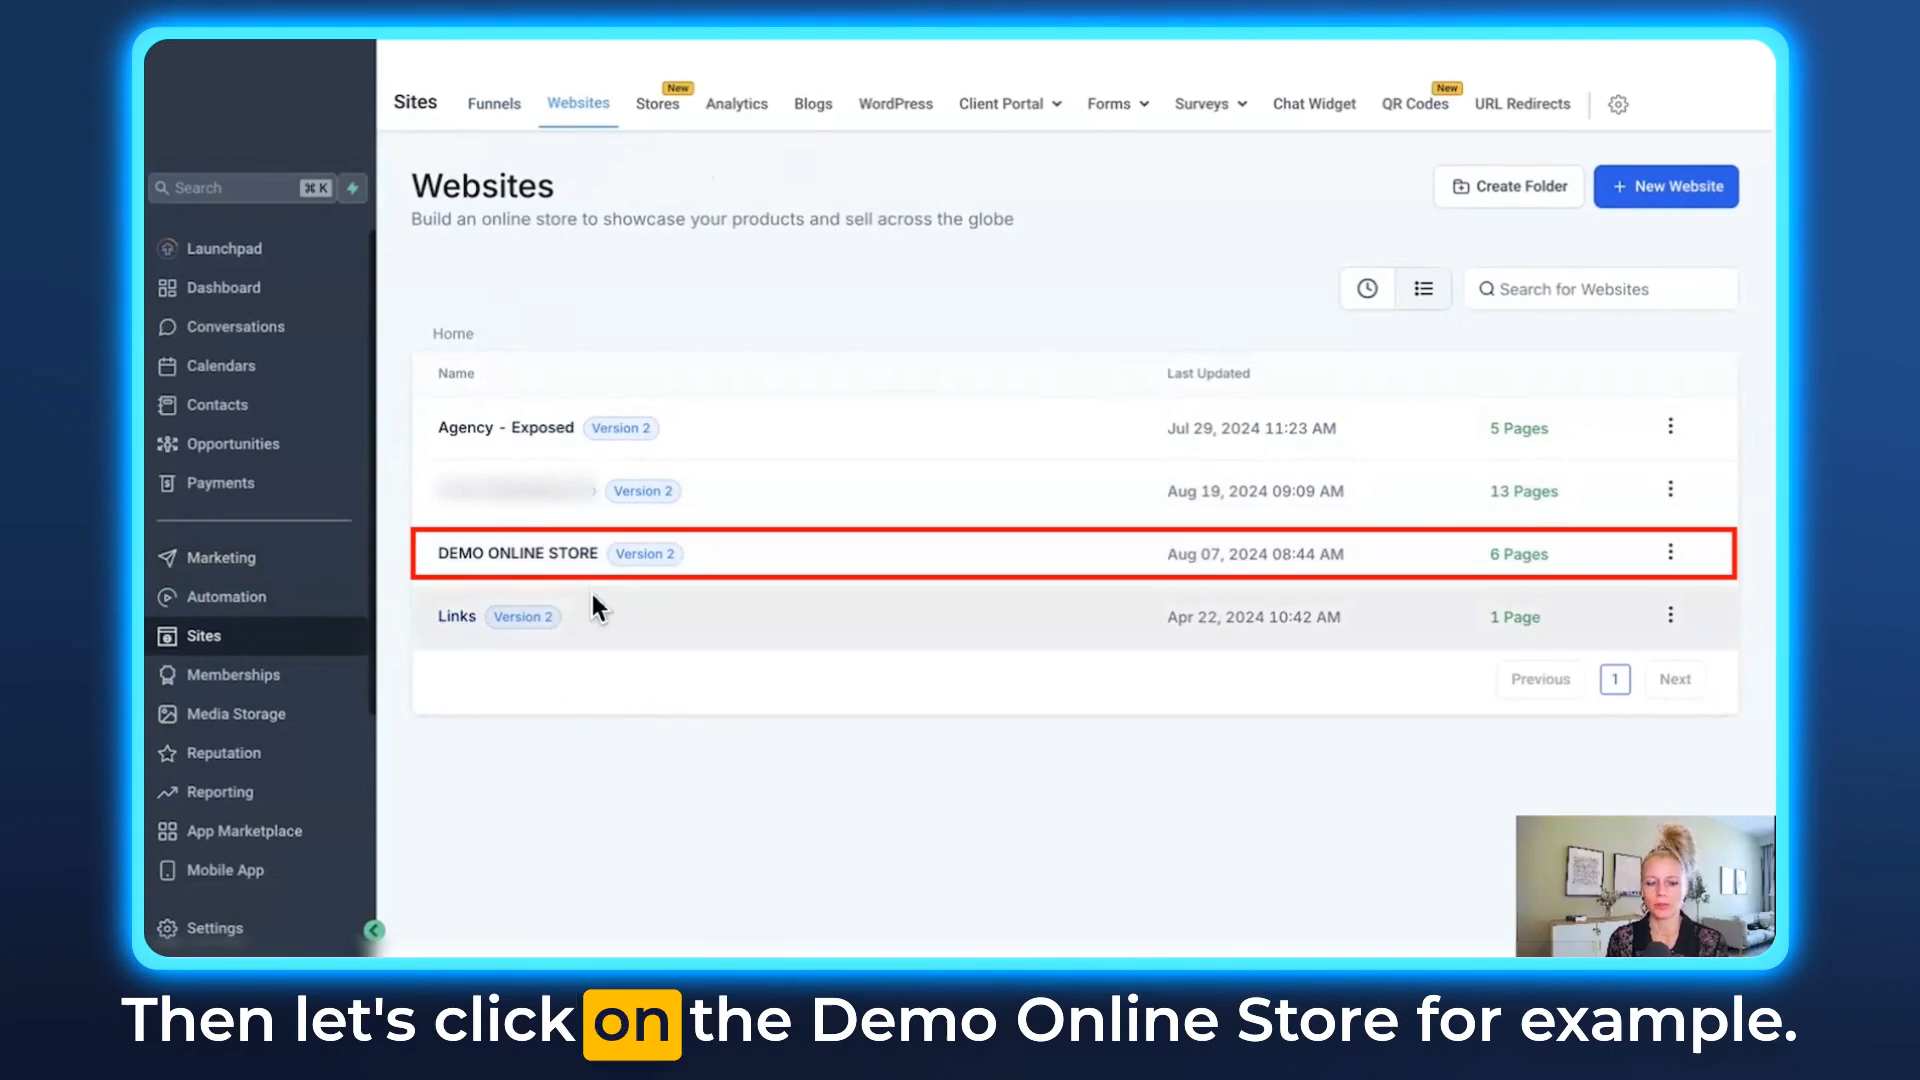 Sites Funnels Websites Stores New Analytics Blogs WordPress Client Portal Forms Surveys Chat Widget QR Codes New URL Redirects
Search ⌘ K
Launchpad
Dashboard
Conversations
Calendars
Contacts
Opportunities
Payments
Marketing
Automation
Sites
Memberships
Media Storage
Reputation
Reporting
App Marketplace
Mobile App
Settings
Websites
Build an online store to showcase your products and sell across the globe
Create Folder
+ New Website
Search for Websites
Home
Name Last Updated
Agency - Exposed Version 2 Jul 29, 2024 11:23 AM 5 Pages
Version 2 Aug 19, 2024 09:09 AM 13 Pages
DEMO ONLINE STORE Version 2 Aug 07, 2024 08:44 AM 6 Pages
Links Version 2 Apr 22, 2024 10:42 AM 1 Page
Previous 1 Next
Then let's click on the Demo Online Store for example.